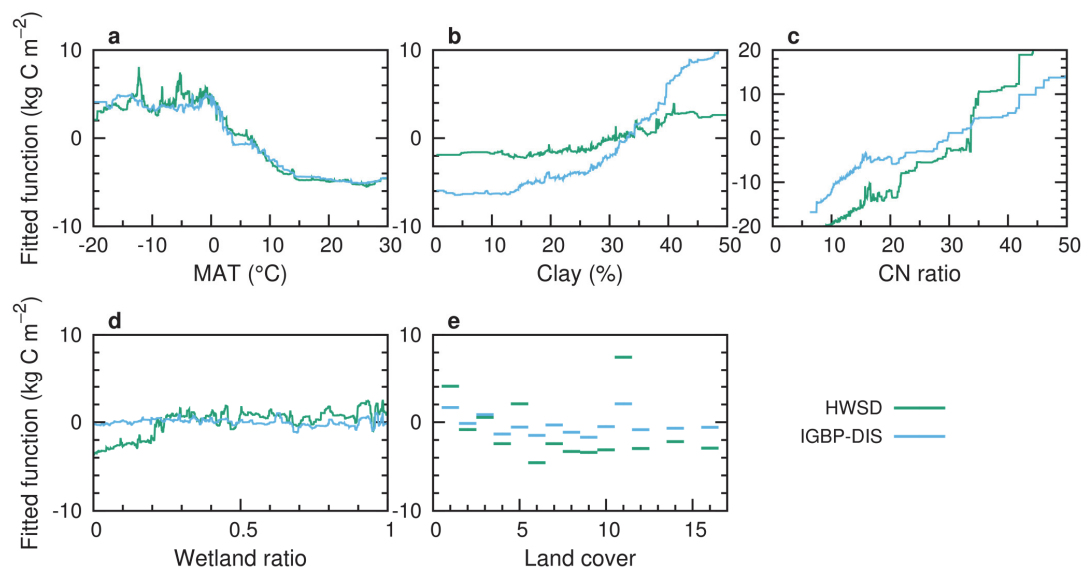 a
b
c
Fitted function (kg C m−2)
10
0
-10
10
0
-10
20
10
0
-10
-20
-20 -10 0 10 20 30
0 10 20 30 40 50
0 10 20 30 40 50
MAT (°C)
Clay (%)
CN ratio
d
e
Fitted function (kg C m−2)
10
0
-10
10
0
-10
0 0.5 1
0 5 10 15
Wetland ratio
Land cover
HWSD
IGBP-DIS